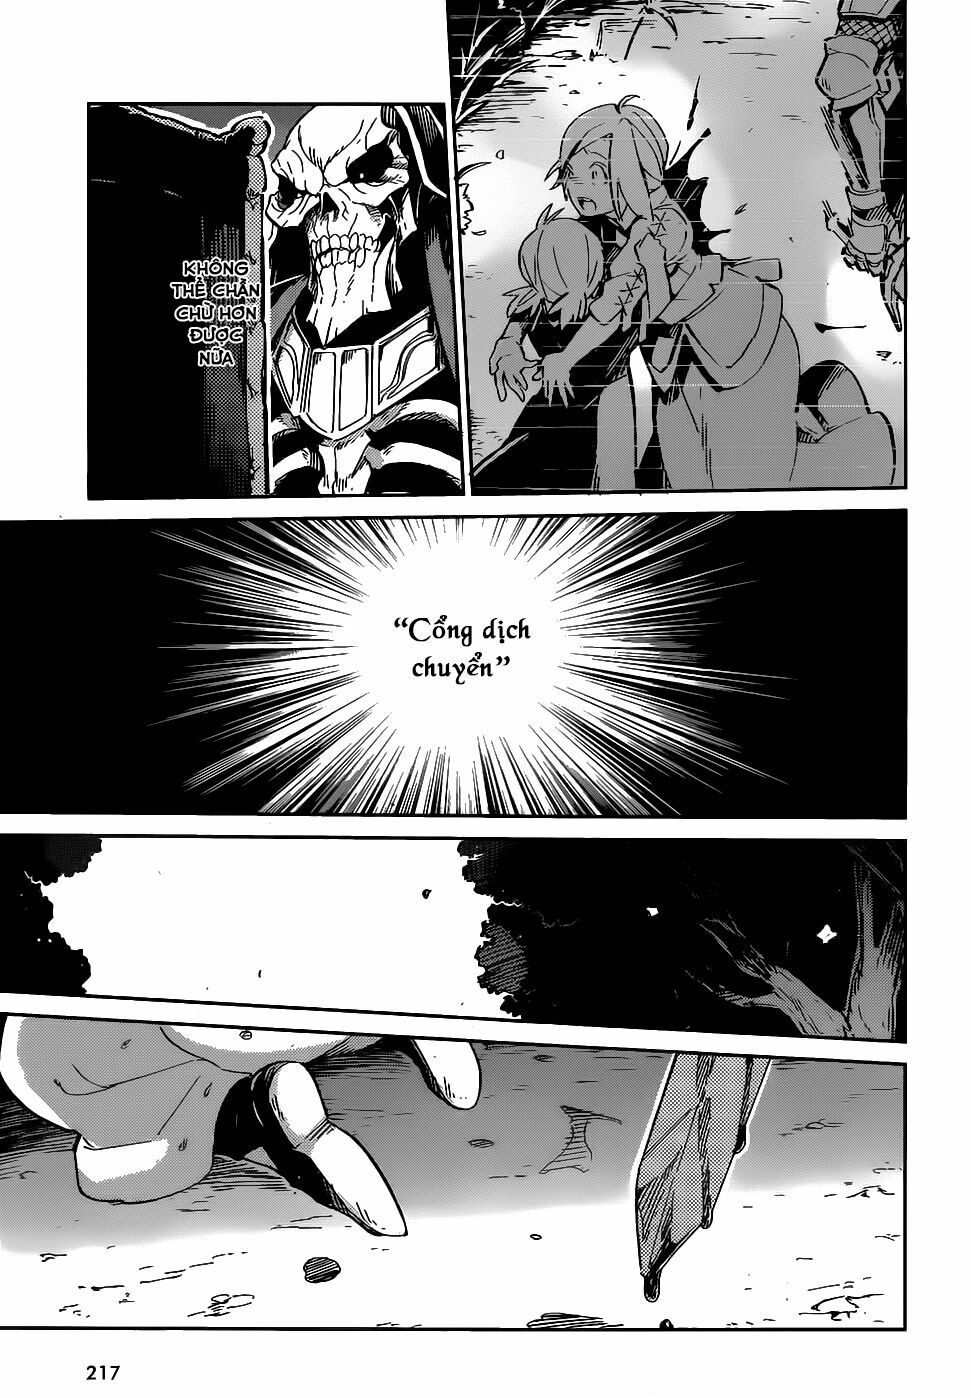 KHÔNG
THỂ CHẦN
CHỪ HƠN
ĐƯỢC
NỮA
“Cổng dịch
chuyển”
217